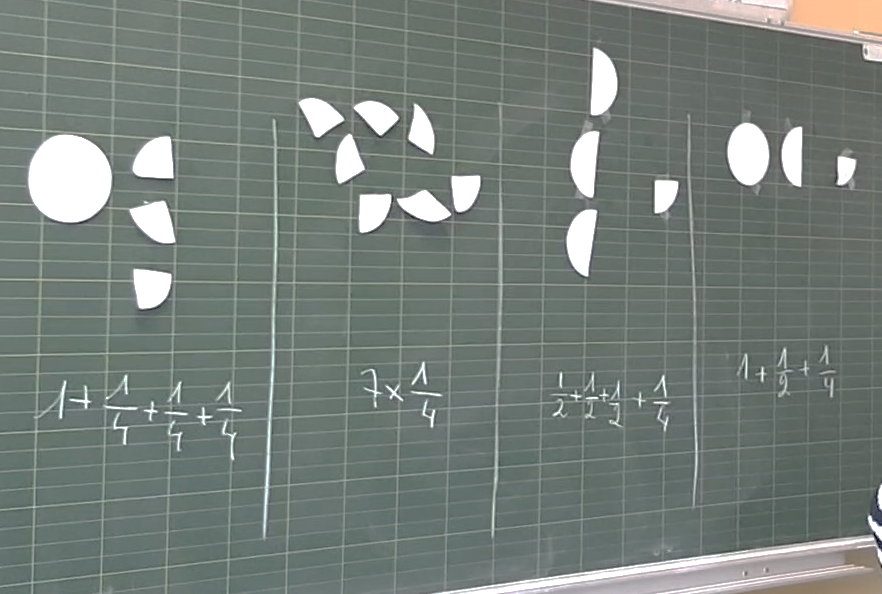 1 + 1/4 + 1/4 + 1/4
7 × 1/4
1/2 + 1/2 + 1/2 + 1/4
1 + 1/2 + 1/4